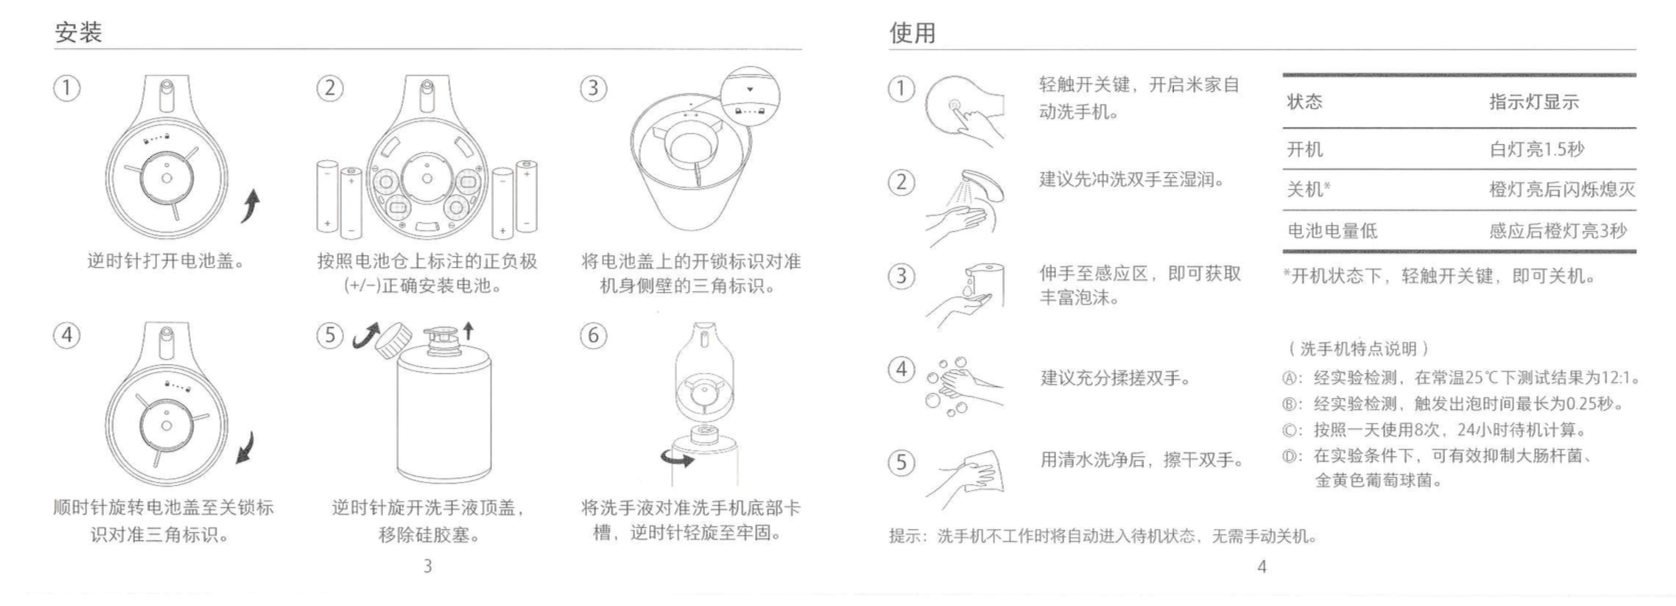 安装
①
逆时针打开电池盖。
②
按照电池仓上标注的正负极
(+/−)正确安装电池。
③
将电池盖上的开锁标识对准
机身侧壁的三角标识。
④
顺时针旋转电池盖至关锁标
识对准三角标识。
⑤
逆时针旋开洗手液顶盖，
移除硅胶塞。
⑥
将洗手液对准洗手机底部卡
槽，逆时针轻旋至牢固。
3
使用
①
轻触开关键，开启米家自
动洗手机。
②
建议先冲洗双手至湿润。
③
伸手至感应区，即可获取
丰富泡沫。
④
建议充分揉搓双手。
⑤
用清水洗净后，擦干双手。
状态 指示灯显示
开机 白灯亮1.5秒
关机* 橙灯亮后闪烁熄灭
电池电量低 感应后橙灯亮3秒
*开机状态下，轻触开关键，即可关机。
（洗手机特点说明）
Ⓐ：经实验检测，在常温25℃下测试结果为12:1。
Ⓑ：经实验检测，触发出泡时间最长为0.25秒。
Ⓒ：按照一天使用8次，24小时待机计算。
Ⓓ：在实验条件下，可有效抑制大肠杆菌、
金黄色葡萄球菌。
提示：洗手机不工作时将自动进入待机状态，无需手动关机。
4